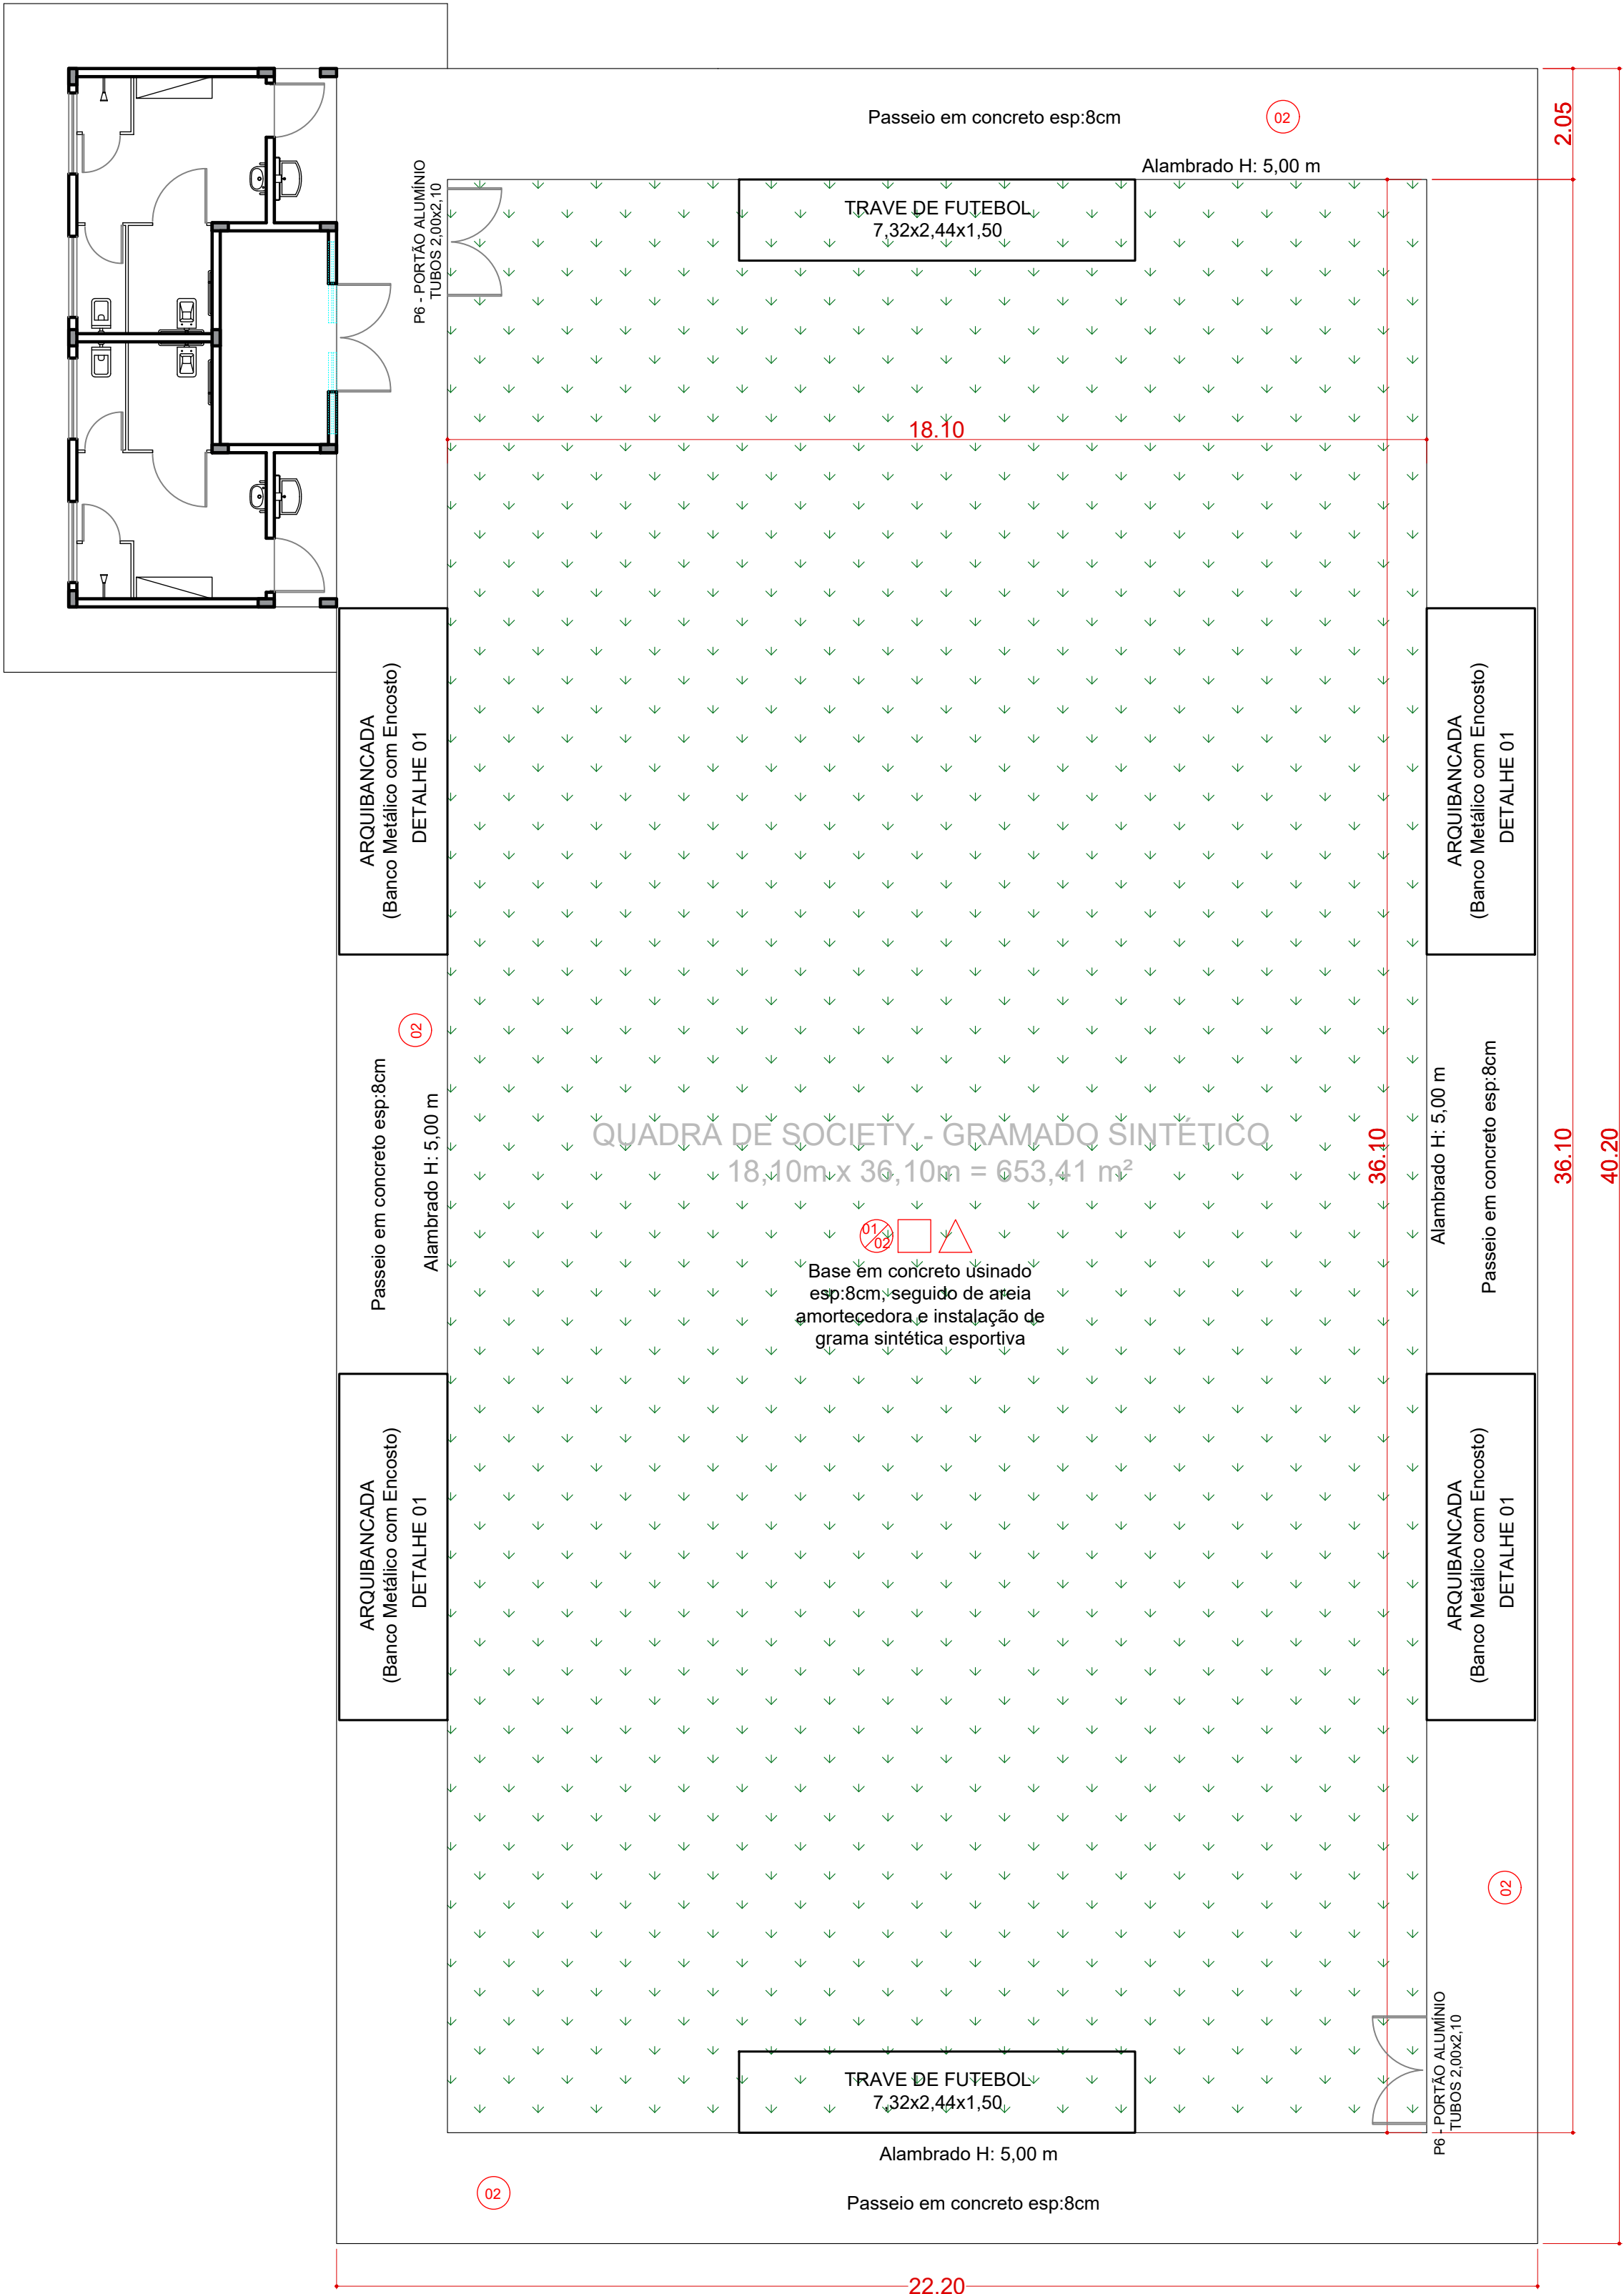 Passeio em concreto esp:8cm
02
2.05
Alambrado H: 5,00 m
P6 - PORTÃO ALUMÍNIO
TUBOS 2,00x2,10
TRAVE DE FUTEBOL
7,32x2,44x1,50
18.10
ARQUIBANCADA
(Banco Metálico com Encosto)
DETALHE 01
ARQUIBANCADA
(Banco Metálico com Encosto)
DETALHE 01
02
Passeio em concreto esp:8cm
Alambrado H: 5,00 m
QUADRA DE SOCIETY - GRAMADO SINTÉTICO
18,10m x 36,10m = 653,41 m²
36.10
Alambrado H: 5,00 m
Passeio em concreto esp:8cm
36.10
40.20
01
02
Base em concreto usinado
esp:8cm, seguido de areia
amortecedora e instalação de
grama sintética esportiva
ARQUIBANCADA
(Banco Metálico com Encosto)
DETALHE 01
ARQUIBANCADA
(Banco Metálico com Encosto)
DETALHE 01
02
P6 - PORTÃO ALUMÍNIO
TUBOS 2,00x2,10
TRAVE DE FUTEBOL
7,32x2,44x1,50
Alambrado H: 5,00 m
02
Passeio em concreto esp:8cm
22.20